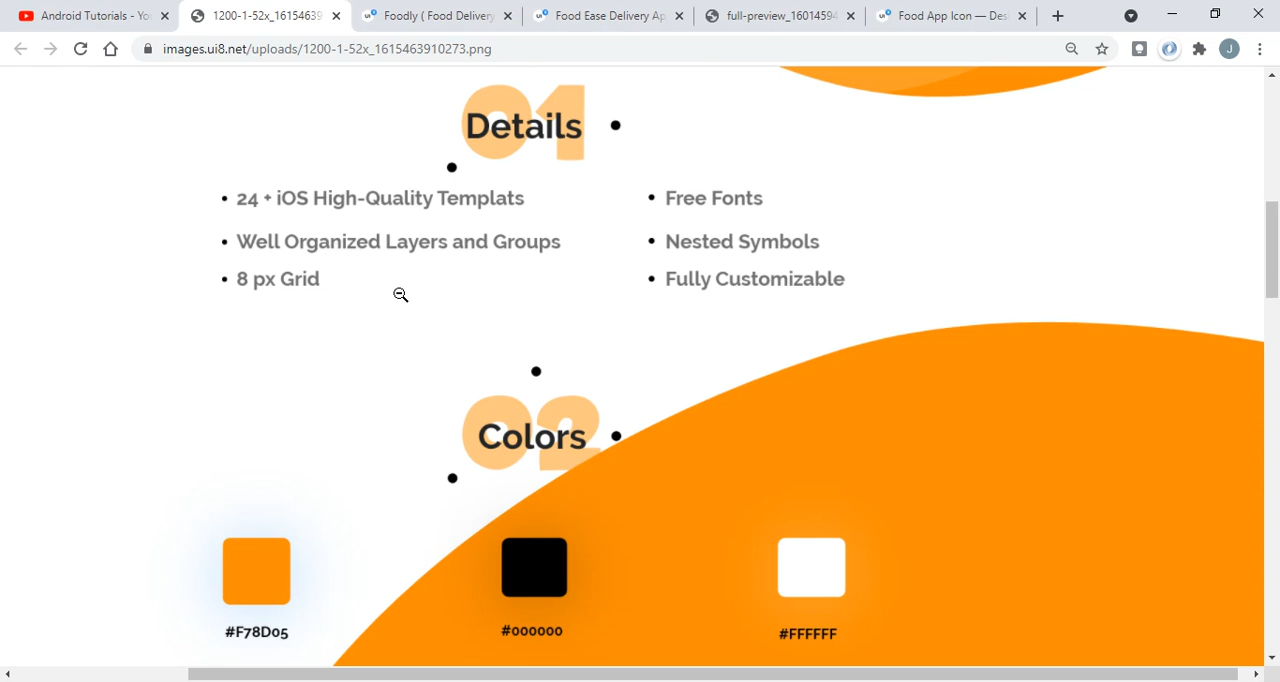 Android Tutorials - Yo
1200-1-52x_16154639
Foodly ( Food Delivery
Food Ease Delivery Ap
full-preview_16014594
Food App Icon — Des
images.ui8.net/uploads/1200-1-52x_1615463910273.png
J
01
Details
24 + iOS High-Quality Templats
Free Fonts
Well Organized Layers and Groups
Nested Symbols
8 px Grid
Fully Customizable
02
Colors
#F78D05
#000000
#FFFFFF